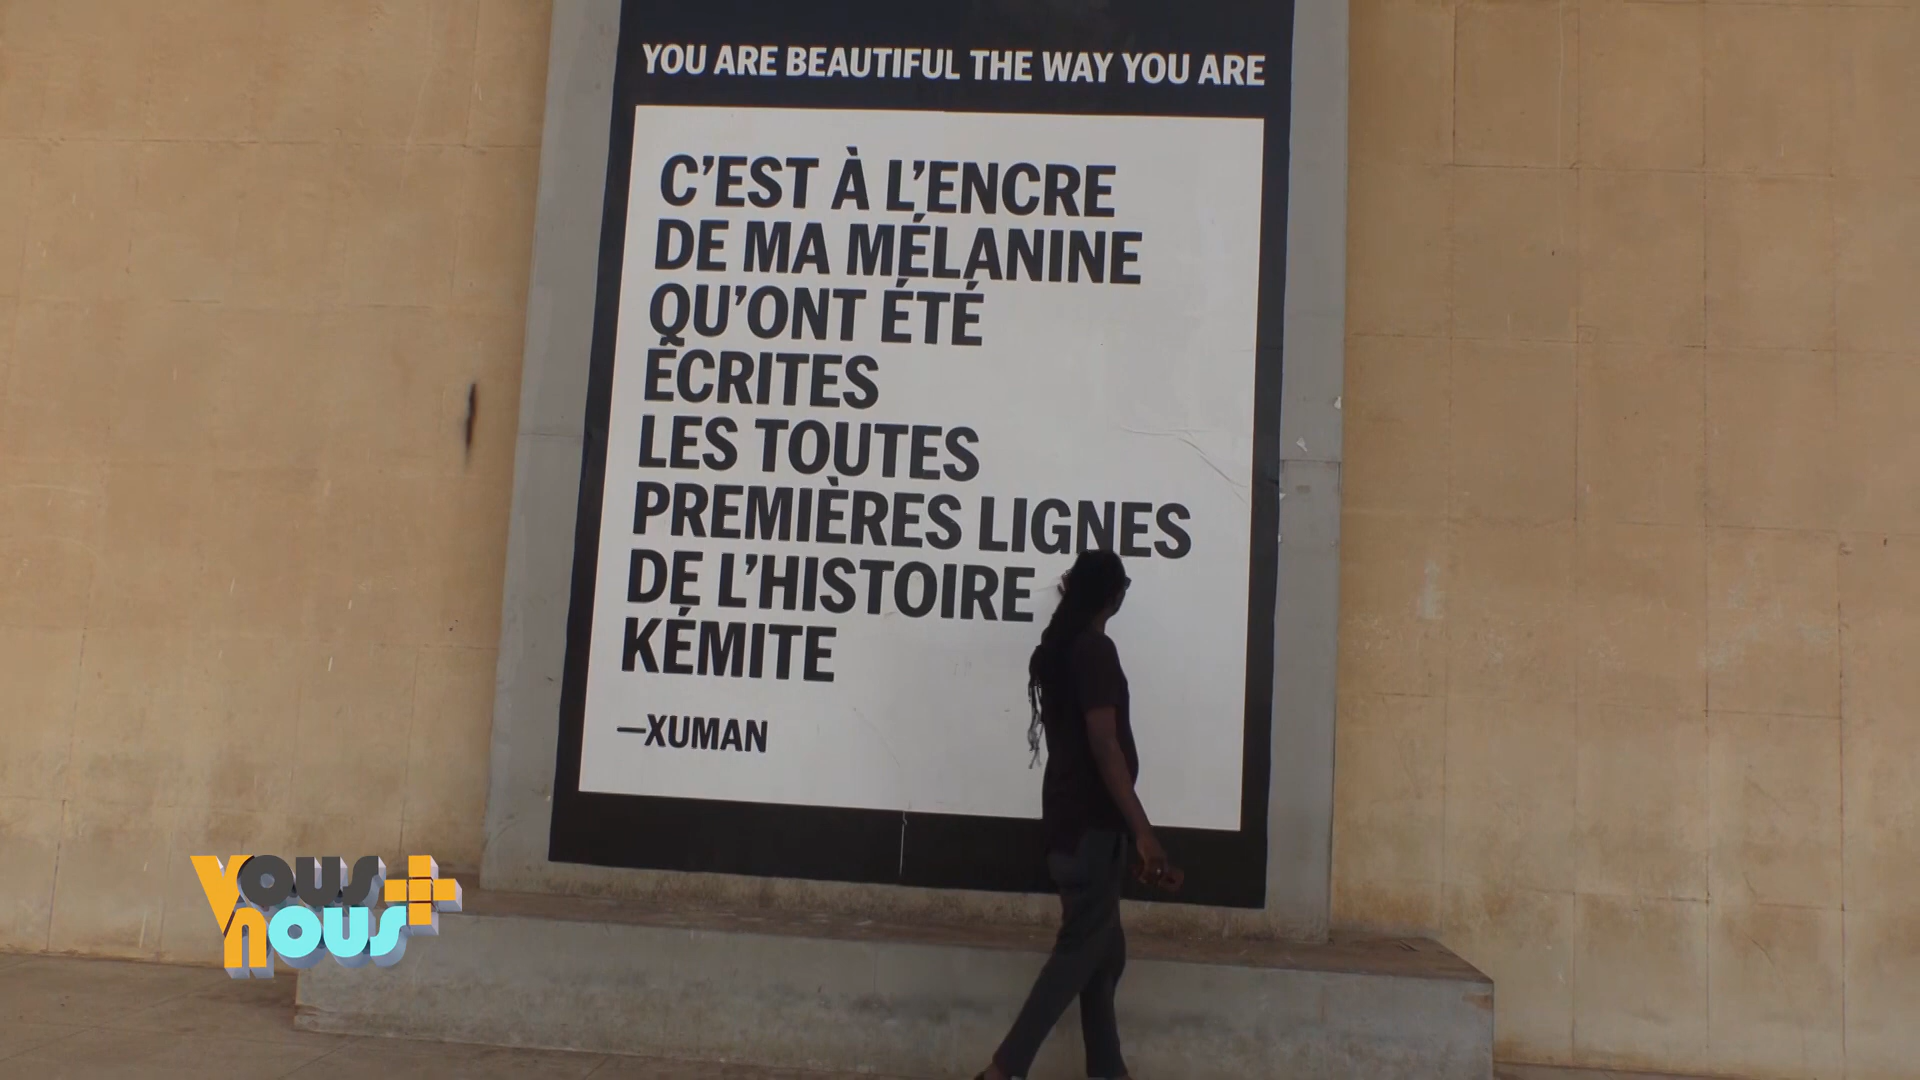 YOU ARE BEAUTIFUL THE WAY YOU ARE
C'EST À L'ENCRE
DE MA MÉLANINE
QU'ONT ÉTÉ
ÉCRITES
LES TOUTES
PREMIÈRES LIGNES
DE L'HISTOIRE
KÉMITE
—XUMAN
vous
nous+